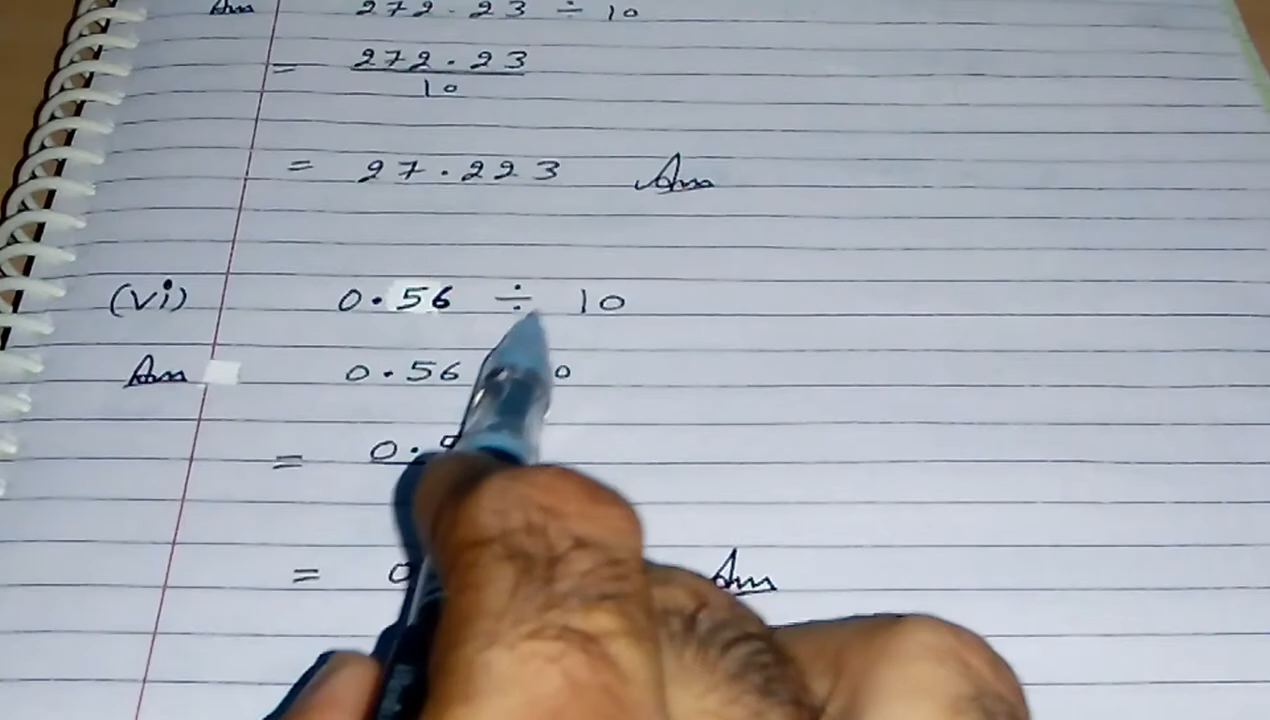 Ans 272.23 ÷ 10
= 272.23
10
= 27.223 Ans
(vi) 0.56 ÷ 10
Ans 0.56 0
= 0.
= 0 Ans